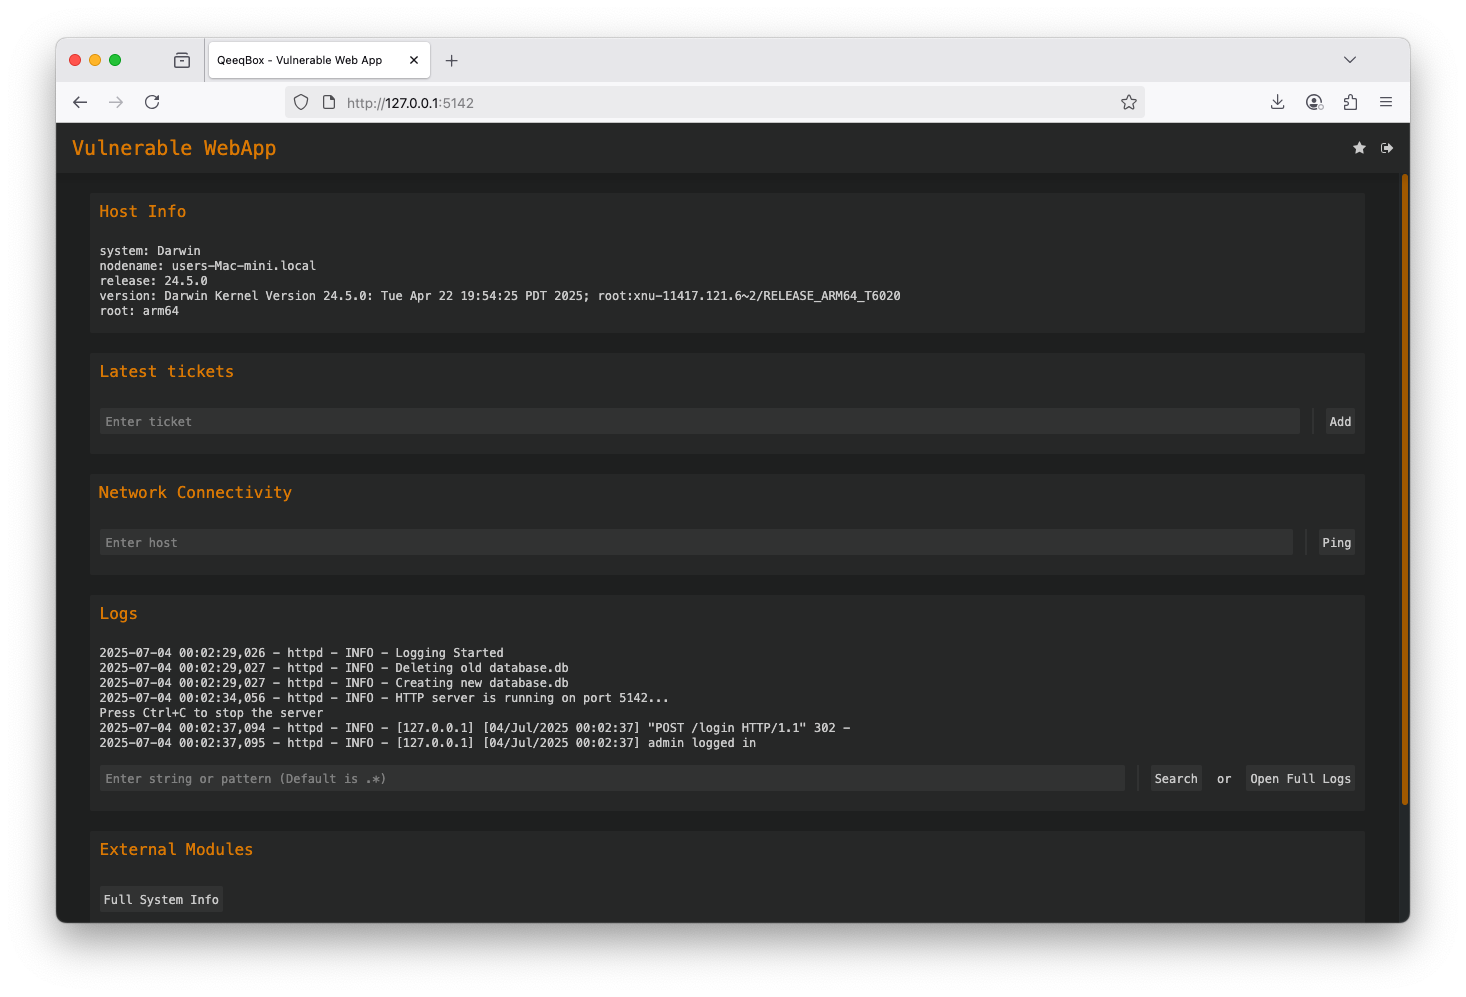 QeeqBox - Vulnerable Web App
http://127.0.0.1:5142
Vulnerable WebApp
Host Info
system: Darwin
nodename: users-Mac-mini.local
release: 24.5.0
version: Darwin Kernel Version 24.5.0: Tue Apr 22 19:54:25 PDT 2025; root:xnu-11417.121.6~2/RELEASE_ARM64_T6020
root: arm64
Latest tickets
Enter ticket
Add
Network Connectivity
Enter host
Ping
Logs
2025-07-04 00:02:29,026 - httpd - INFO - Logging Started
2025-07-04 00:02:29,027 - httpd - INFO - Deleting old database.db
2025-07-04 00:02:29,027 - httpd - INFO - Creating new database.db
2025-07-04 00:02:34,056 - httpd - INFO - HTTP server is running on port 5142...
Press Ctrl+C to stop the server
2025-07-04 00:02:37,094 - httpd - INFO - [127.0.0.1] [04/Jul/2025 00:02:37] "POST /login HTTP/1.1" 302 -
2025-07-04 00:02:37,095 - httpd - INFO - [127.0.0.1] [04/Jul/2025 00:02:37] admin logged in
Enter string or pattern (Default is .*)
Search or Open Full Logs
External Modules
Full System Info